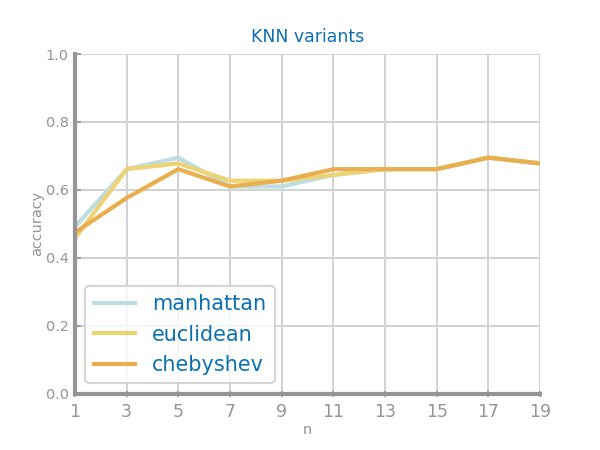 KNN variants
1.0
0.8
0.6
0.4
0.2
0.0
accuracy
manhattan
euclidean
chebyshev
1 3 5 7 9 11 13 15 17 19
n